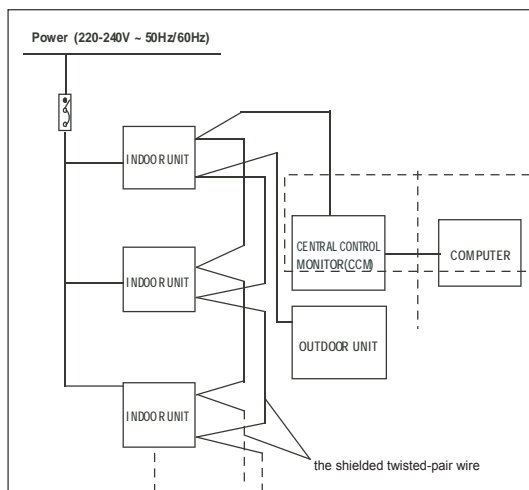 Power (220-240V ~ 50Hz/60Hz)
INDOOR UNIT
CENTRAL CONTROL
MONITOR(CCM)
COMPUTER
INDOOR UNIT
OUTDOOR UNIT
INDOOR UNIT
the shielded twisted-pair wire